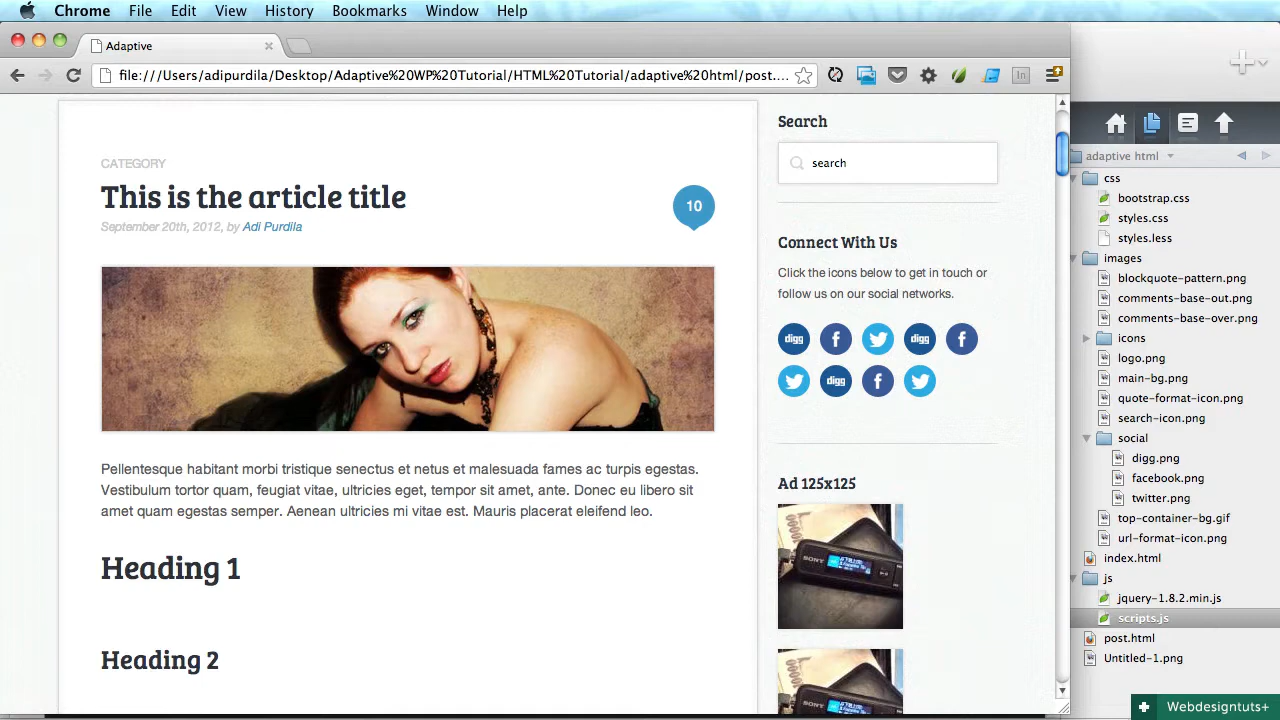 Chrome File Edit View History Bookmarks Window Help
Adaptive
file:///Users/adipurdila/Desktop/Adaptive%20WP%20Tutorial/HTML%20Tutorial/adaptive%20html/post....
In
CATEGORY
This is the article title
September 20th, 2012, by Adi Purdila
10
Pellentesque habitant morbi tristique senectus et netus et malesuada fames ac turpis egestas.
Vestibulum tortor quam, feugiat vitae, ultricies eget, tempor sit amet, ante. Donec eu libero sit
amet quam egestas semper. Aenean ultricies mi vitae est. Mauris placerat eleifend leo.
Heading 1
Heading 2
Search
search
Connect With Us
Click the icons below to get in touch or
follow us on our social networks.
digg f digg f
digg f
Ad 125x125
SONY
adaptive html
css
bootstrap.css
styles.css
styles.less
images
blockquote-pattern.png
comments-base-out.png
comments-base-over.png
icons
logo.png
main-bg.png
quote-format-icon.png
search-icon.png
social
digg.png
facebook.png
twitter.png
top-container-bg.gif
url-format-icon.png
index.html
js
jquery-1.8.2.min.js
scripts.js
post.html
Untitled-1.png
Webdesigntuts+